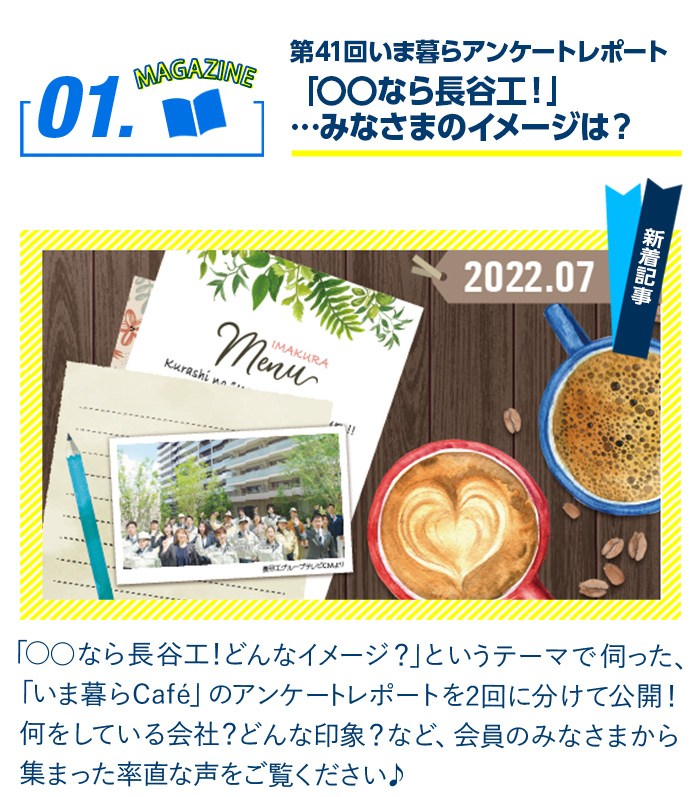 01.
MAGAZINE
第41回いま暮らアンケートレポート
「〇〇なら長谷工！」
…みなさまのイメージは？
新着記事
2022.07
IMAKURA
Menu
Kurashi no
!!
長谷工グループテレビCMより
「〇〇なら長谷工！どんなイメージ？」というテーマで伺った、
「いま暮らCafé」のアンケートレポートを2回に分けて公開！
何をしている会社？どんな印象？など、会員のみなさまから
集まった率直な声をご覧ください♪